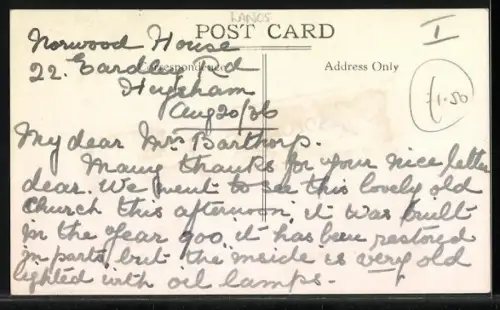 LANCS
POST CARD
I
Correspondence
Address Only
£1.50
Norwood House
22. Eardley Rd
Heysham
Aug 20/36
My dear Mrs Barthorp.
Many thanks for your nice letter
dear. We went to see this lovely old
church this afternoon, it was built
in the year 900 it has been restored
in parts, but the inside is very old
lighted with oil lamps.